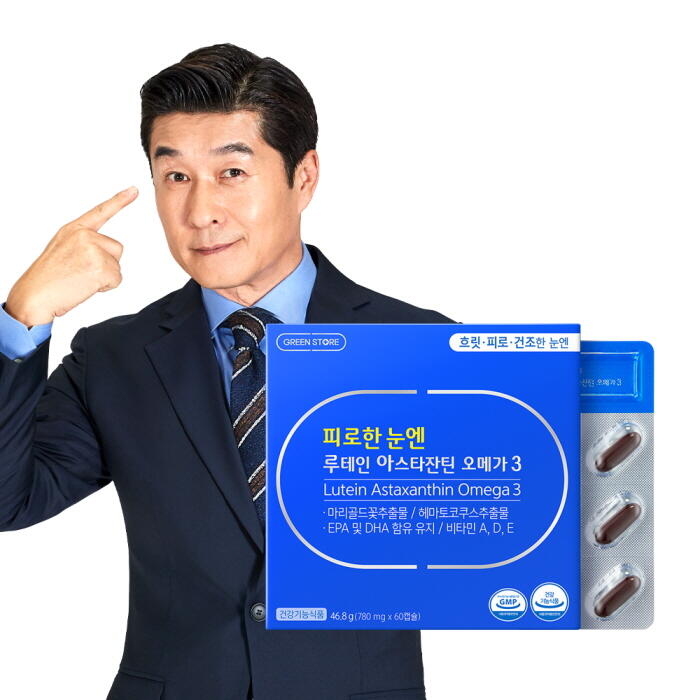 GREEN STORE
흐릿·피로·건조한 눈엔
피로한 눈엔
루테인 아스타잔틴 오메가 3
Lutein Astaxanthin Omega 3
· 마리골드꽃추출물 / 헤마토코쿠스추출물
· EPA 및 DHA 함유 유지 / 비타민 A, D, E
건강기능식품 46.8 g (780 mg x 60캡슐)
GMP
건강
기능식품
잔틴 오메가 3